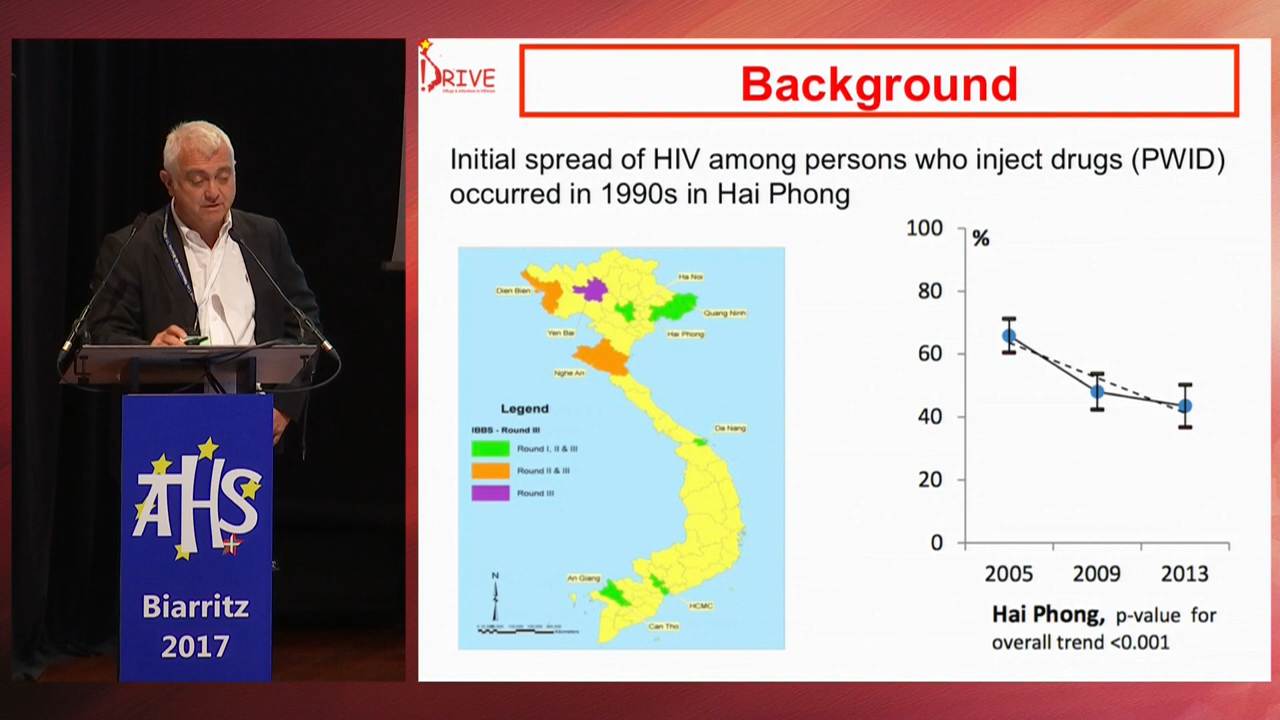 DRIVE
Background
Initial spread of HIV among persons who inject drugs (PWID)
occurred in 1990s in Hai Phong
Dien Bien
Ha Noi
Quang Ninh
Yen Bai
Hai Phong
Nghe An
Legend
IBBS - Round III
Round I, II & III
Round II & III
Round III
Da Nang
N
An Giang
HCMC
Can Tho
%
100
80
60
40
20
0
2005 2009 2013
Hai Phong, p-value for
overall trend <0.001
ATHS
Biarritz
2017